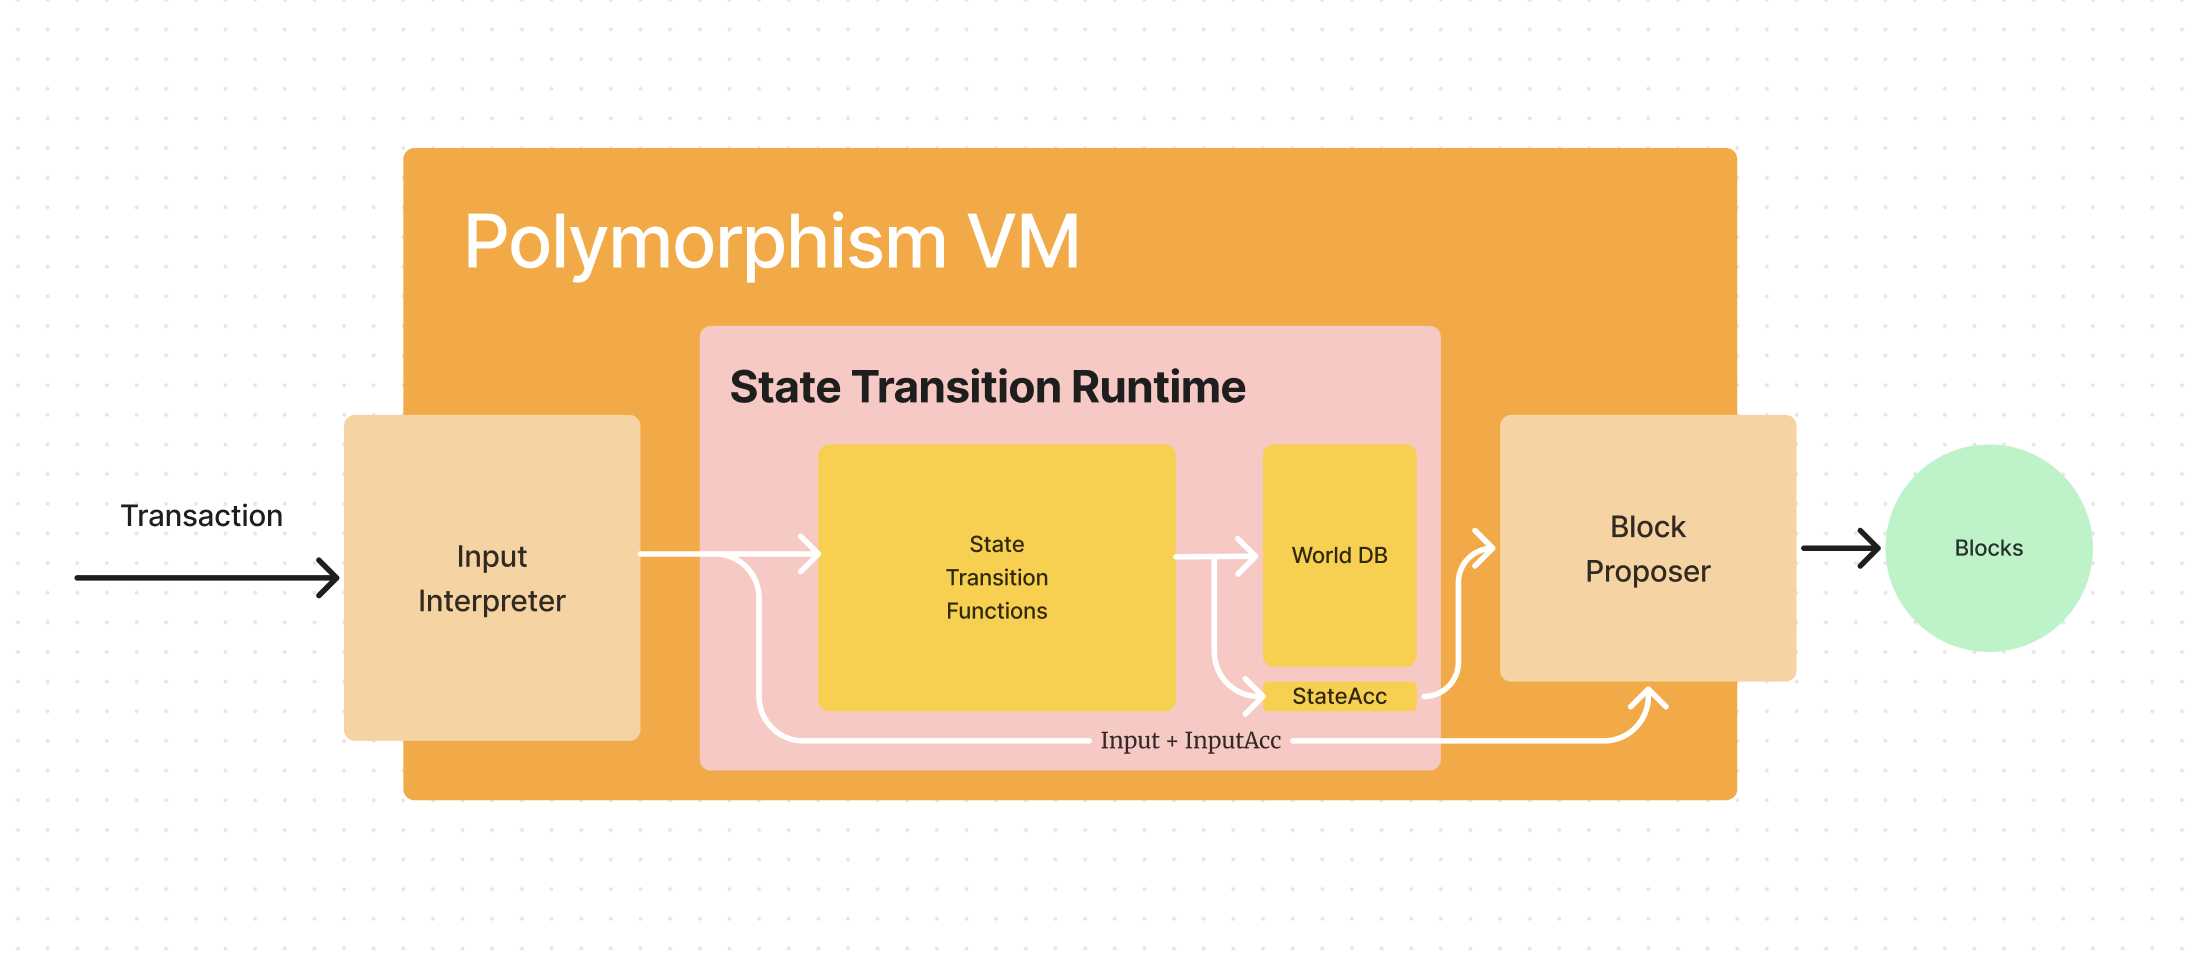 Polymorphism VM
State Transition Runtime
Transaction
Input
Interpreter
State
Transition
Functions
World DB
StateAcc
Input + InputAcc
Block
Proposer
Blocks